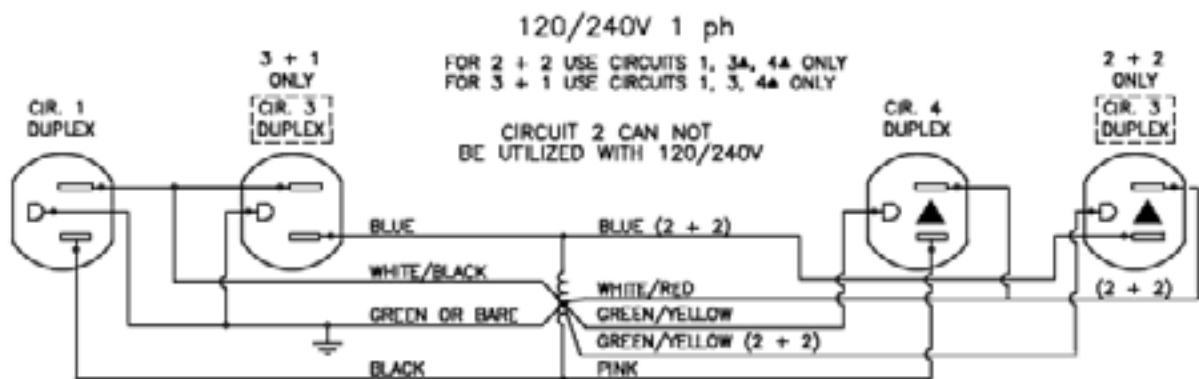 120/240V 1 ph
FOR 2 + 2 USE CIRCUITS 1, 3▲, 4▲ ONLY
FOR 3 + 1 USE CIRCUITS 1, 3, 4▲ ONLY
CIRCUIT 2 CAN NOT
BE UTILIZED WITH 120/240V
CIR. 1
DUPLEX
3 + 1
ONLY
CIR. 3
DUPLEX
CIR. 4
DUPLEX
2 + 2
ONLY
CIR. 3
DUPLEX
BLUE
BLUE (2 + 2)
WHITE/BLACK
WHITE/RED
(2 + 2)
GREEN OR BARE
GREEN/YELLOW
GREEN/YELLOW (2 + 2)
BLACK
PINK